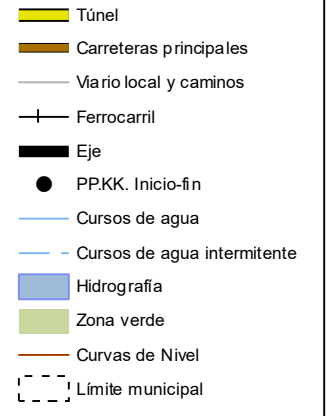 Túnel
Carreteras principales
Viario local y caminos
Ferrocarril
Eje
PP.KK. Inicio-fin
Cursos de agua
Cursos de agua intermitente
Hidrografía
Zona verde
Curvas de Nivel
Límite municipal